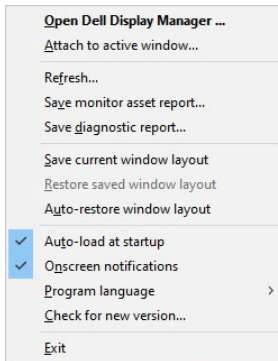 Open Dell Display Manager ...
Attach to active window...
Refresh...
Save monitor asset report...
Save diagnostic report...
Save current window layout
Restore saved window layout
Auto-restore window layout
Auto-load at startup
Onscreen notifications
Program language
Check for new version...
Exit